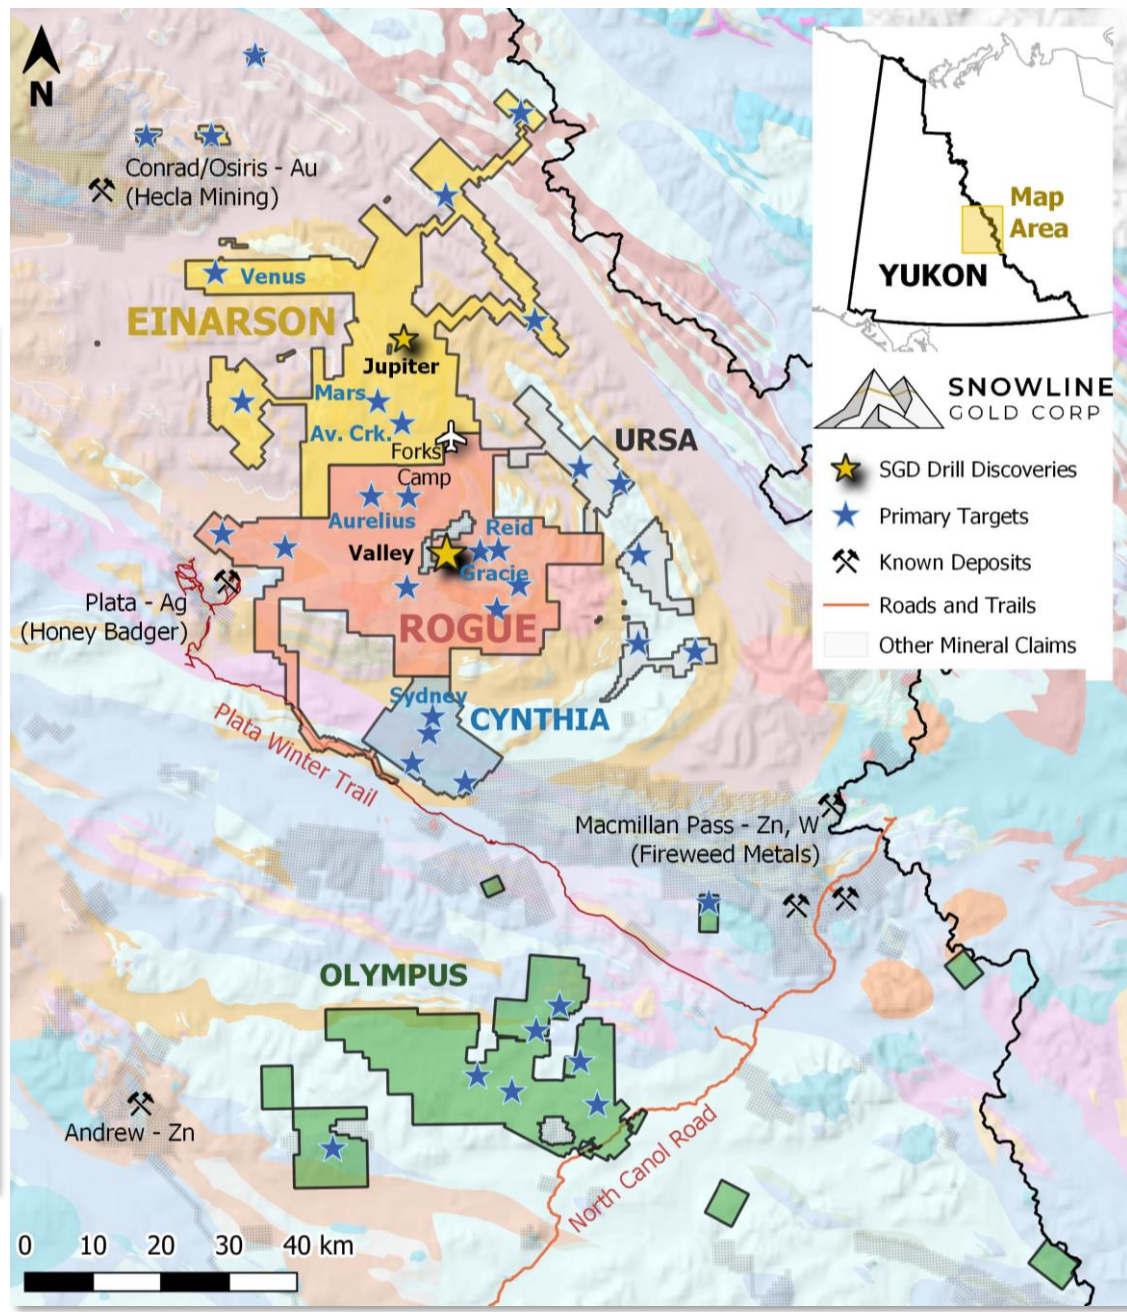 N
Conrad/Osiris - Au
(Hecla Mining)
Venus
EINARSON
Jupiter
Mars
Av. Crk.
Forks
Camp
URSA
Aurelius
Reid
Valley
Gracie
Plata - Ag
(Honey Badger)
ROGUE
Sydney
CYNTHIA
Plata Winter Trail
Macmillan Pass - Zn, W
(Fireweed Metals)
OLYMPUS
Andrew - Zn
North Canol Road
0 10 20 30 40 km
Map
Area
YUKON
SNOWLINE
GOLD CORP
SGD Drill Discoveries
Primary Targets
Known Deposits
Roads and Trails
Other Mineral Claims